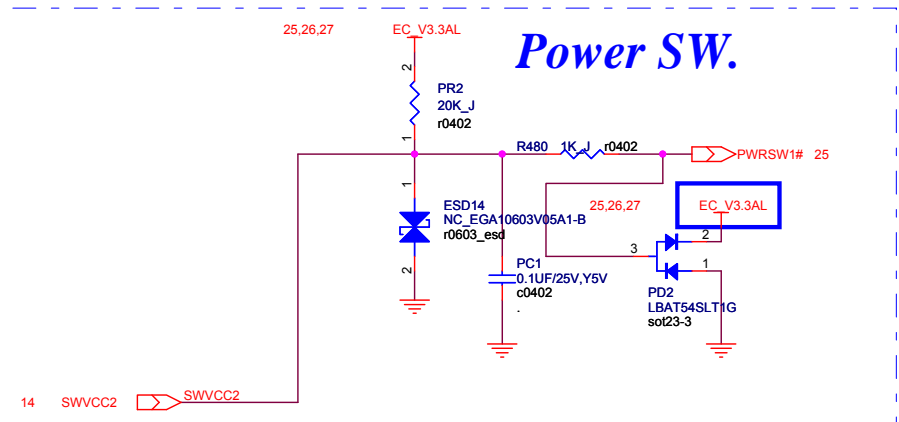 25,26,27
EC_V3.3AL
Power SW.
2
PR2
20K_J
r0402
1
R480
1K_J
r0402
PWRSW1#
25
1
ESD14
NC_EGA10603V05A1-B
r0603_esd
2
25,26,27
EC_V3.3AL
2
3
1
PC1
0.1UF/25V,Y5V
c0402
.
PD2
LBAT54SLT1G
sot23-3
14
SWVCC2
SWVCC2